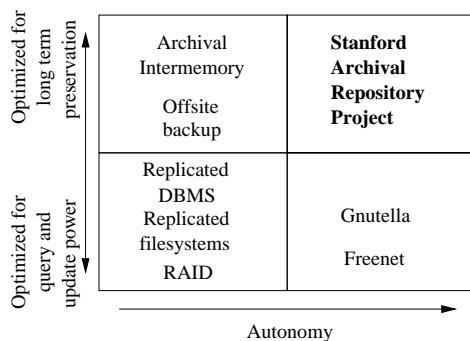 Optimized for
long term
preservation
Archival
Intermemory
Offsite
backup
Stanford
Archival
Repository
Project
Optimized for
query and
update power
Replicated
DBMS
Replicated
filesystems
RAID
Gnutella
Freenet
Autonomy